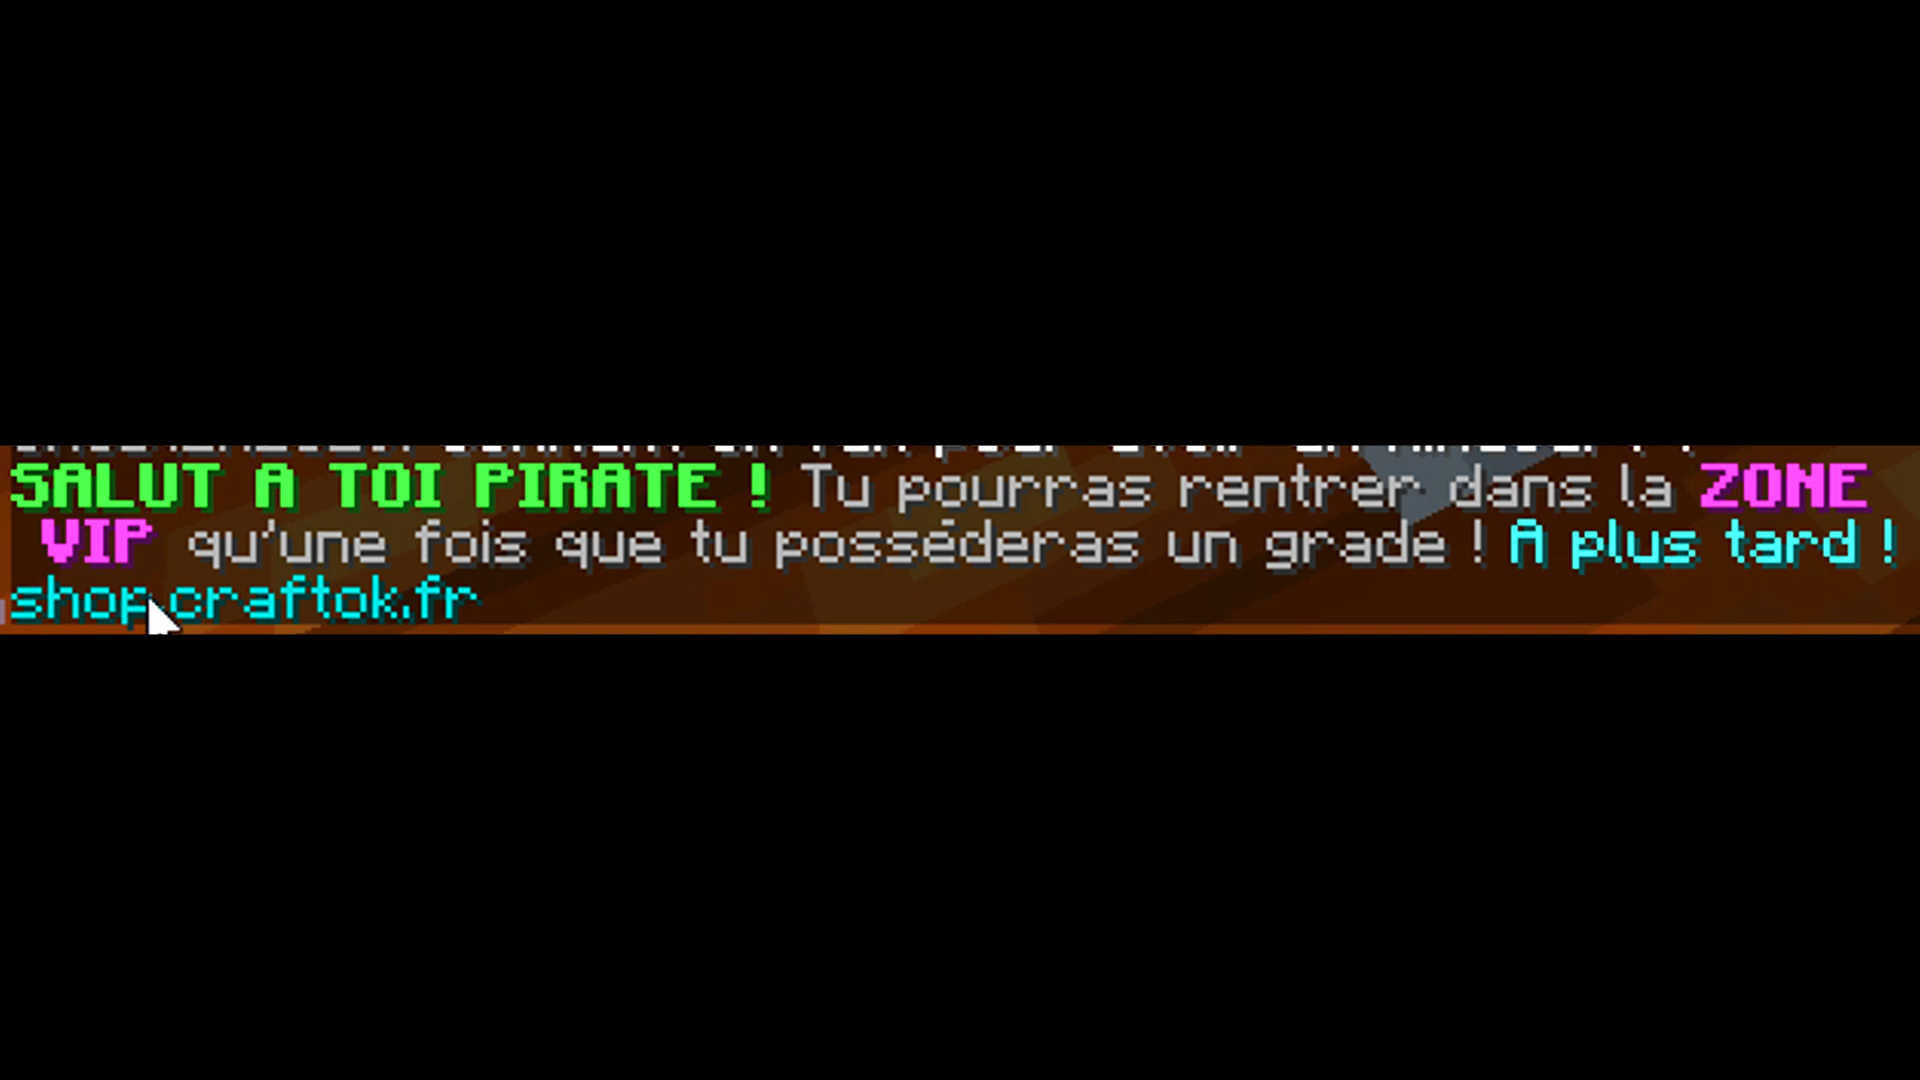 SALUT A TOI PIRATE ! Tu pourras rentrer dans la ZONE
VIP qu'une fois que tu posséderas un grade ! A plus tard !
shop.craftok.fr